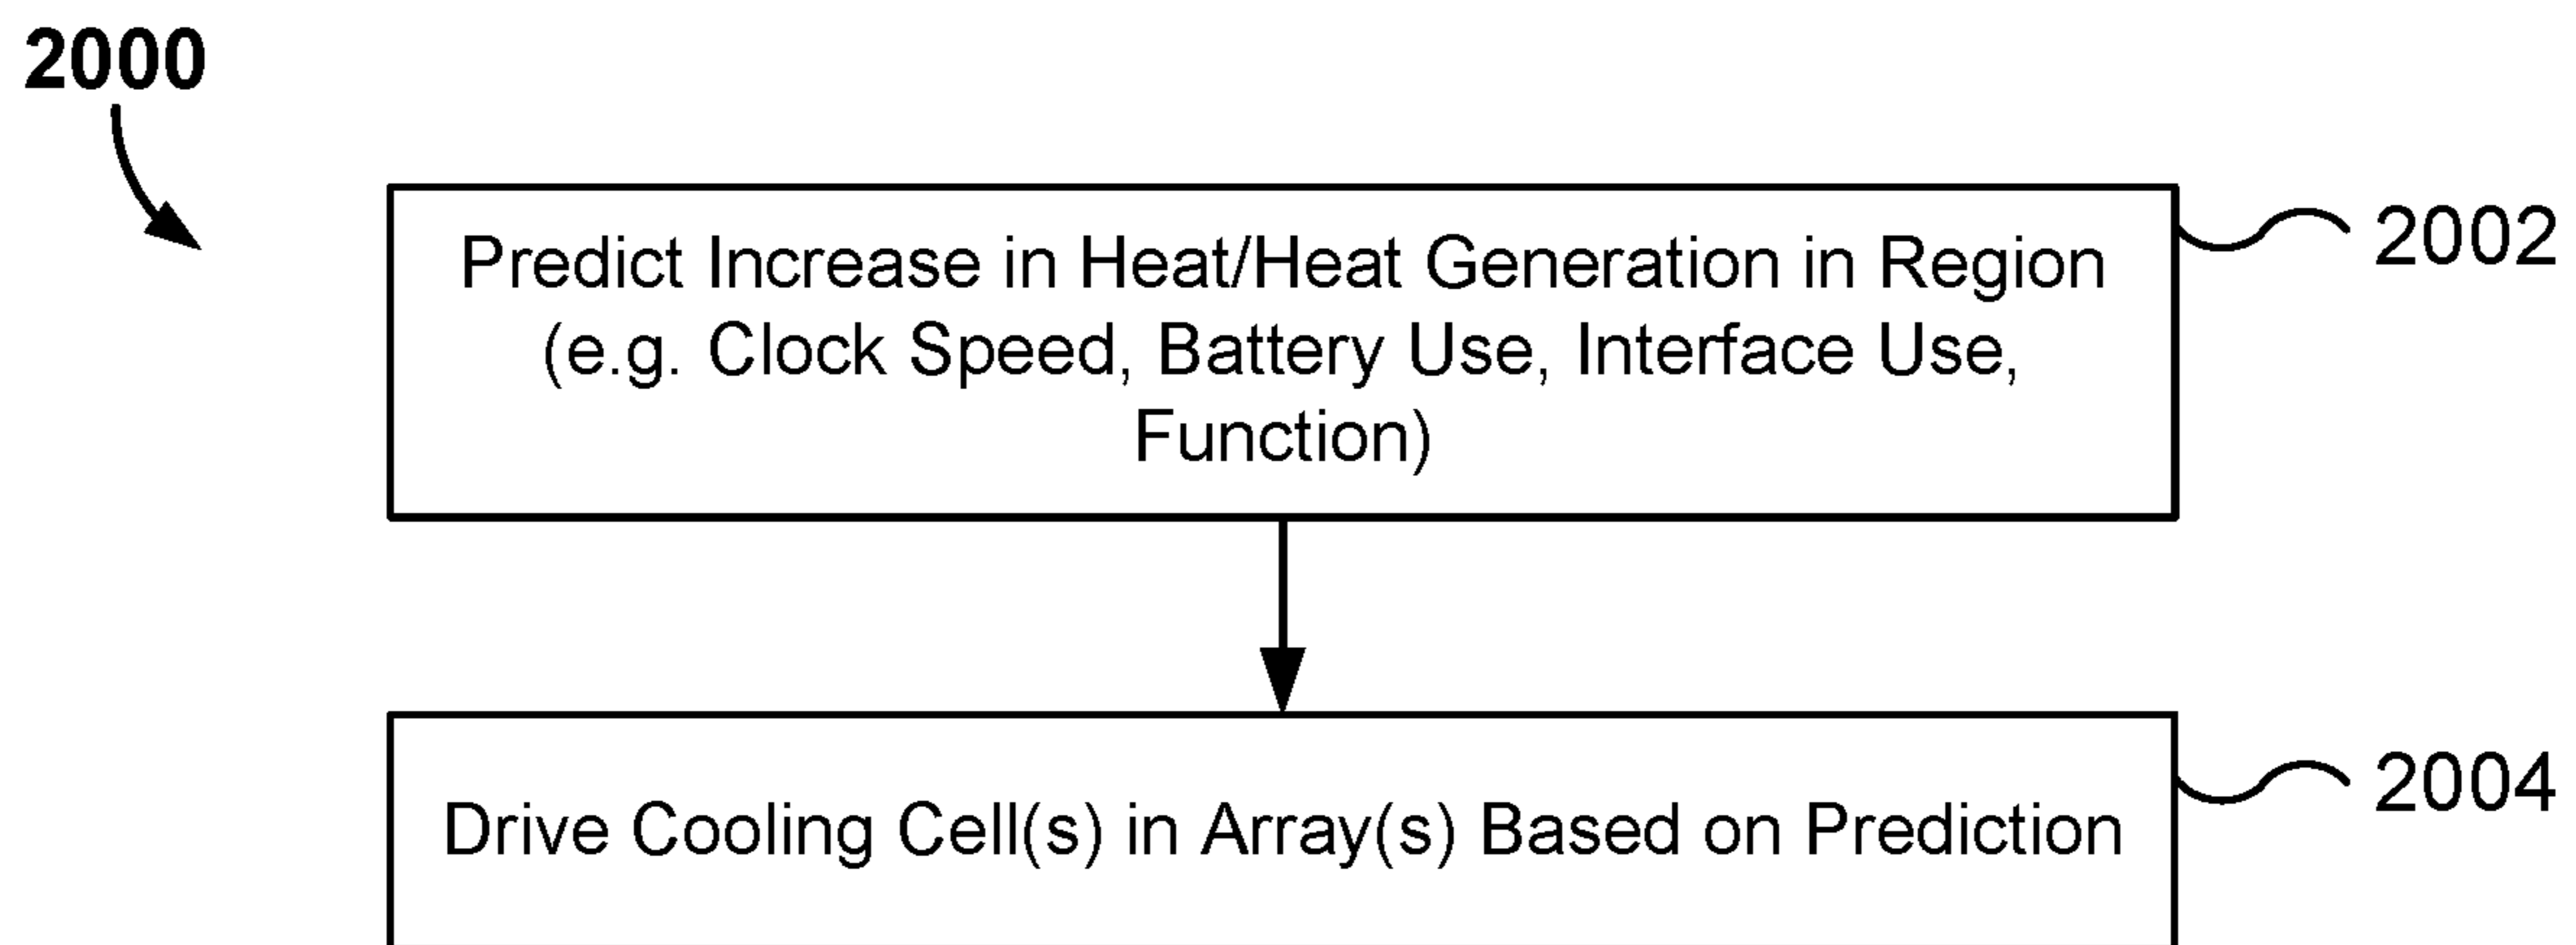 2000
Predict Increase in Heat/Heat Generation in Region
(e.g. Clock Speed, Battery Use, Interface Use,
Function)
2002
Drive Cooling Cell(s) in Array(s) Based on Prediction
2004